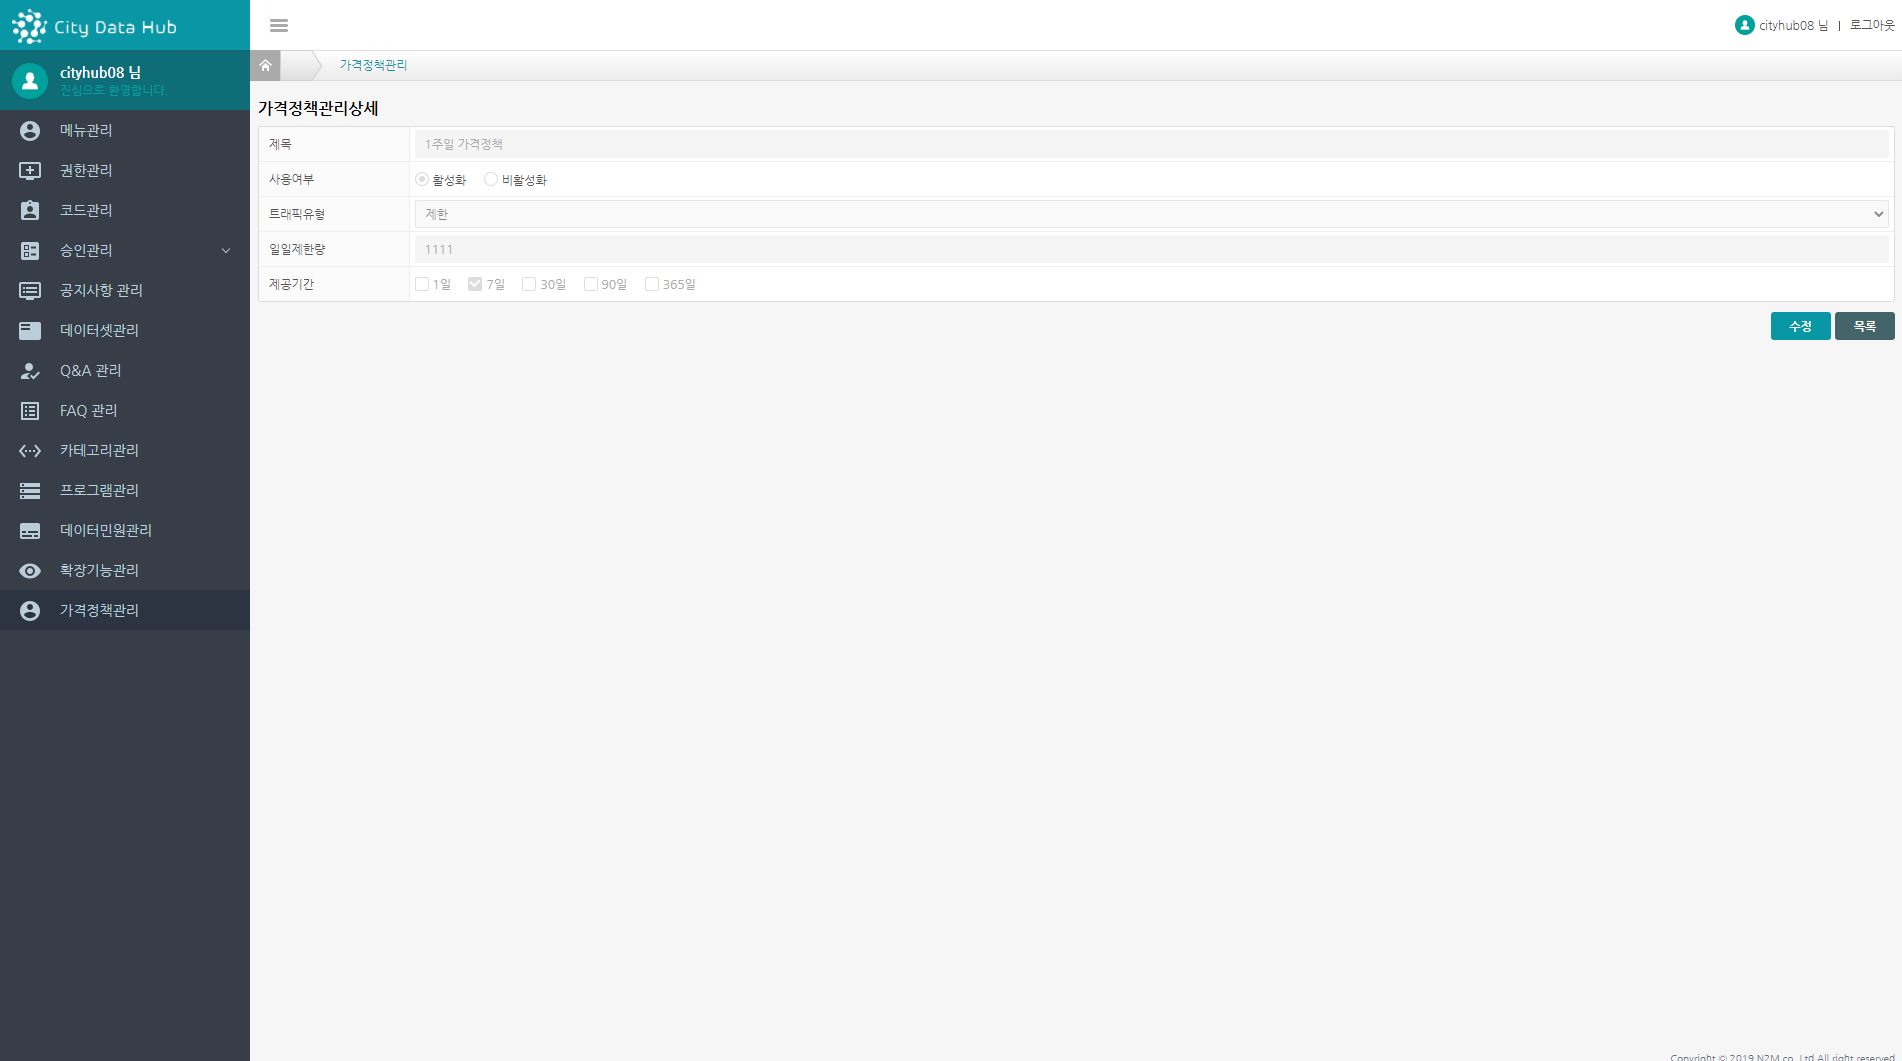 City Data Hub
cityhub08 님 | 로그아웃
cityhub08 님
진심으로 환영합니다.
메뉴관리
권한관리
코드관리
승인관리
공지사항 관리
데이터셋관리
Q&A 관리
FAQ 관리
카테고리관리
프로그램관리
데이터민원관리
확장기능관리
가격정책관리
가격정책관리
가격정책관리상세
제목 1주일 가격정책
사용여부 활성화 비활성화
트래픽유형 제한
일일제한량 1111
제공기간 1일 7일 30일 90일 365일
수정 목록
Copyright © 2019 N2M co. Ltd All right reserved